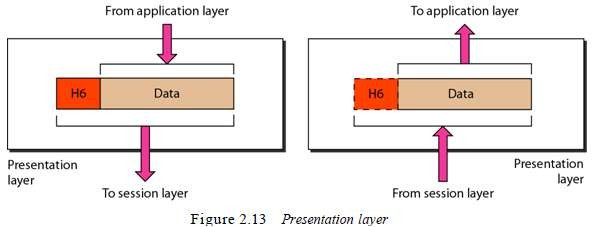 From application layer
To application layer
H6
Data
H6
Data
Presentation
layer
Presentation
layer
To session layer
From session layer
Figure 2.13 Presentation layer